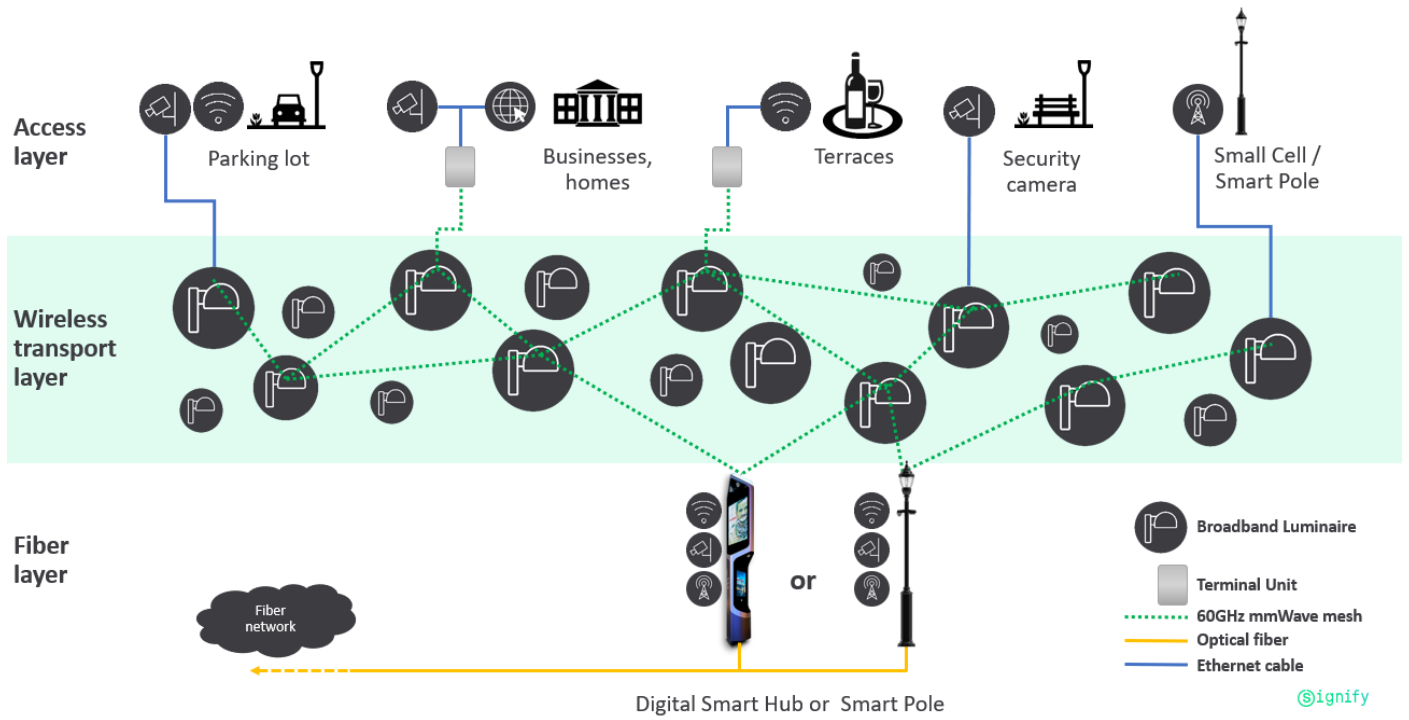 Access
layer
Parking lot
Businesses,
homes
Terraces
Security
camera
Small Cell /
Smart Pole
Wireless
transport
layer
Fiber
layer
Fiber
network
or
Digital Smart Hub or Smart Pole
Broadband Luminaire
Terminal Unit
60GHz mmWave mesh
Optical fiber
Ethernet cable
Signify